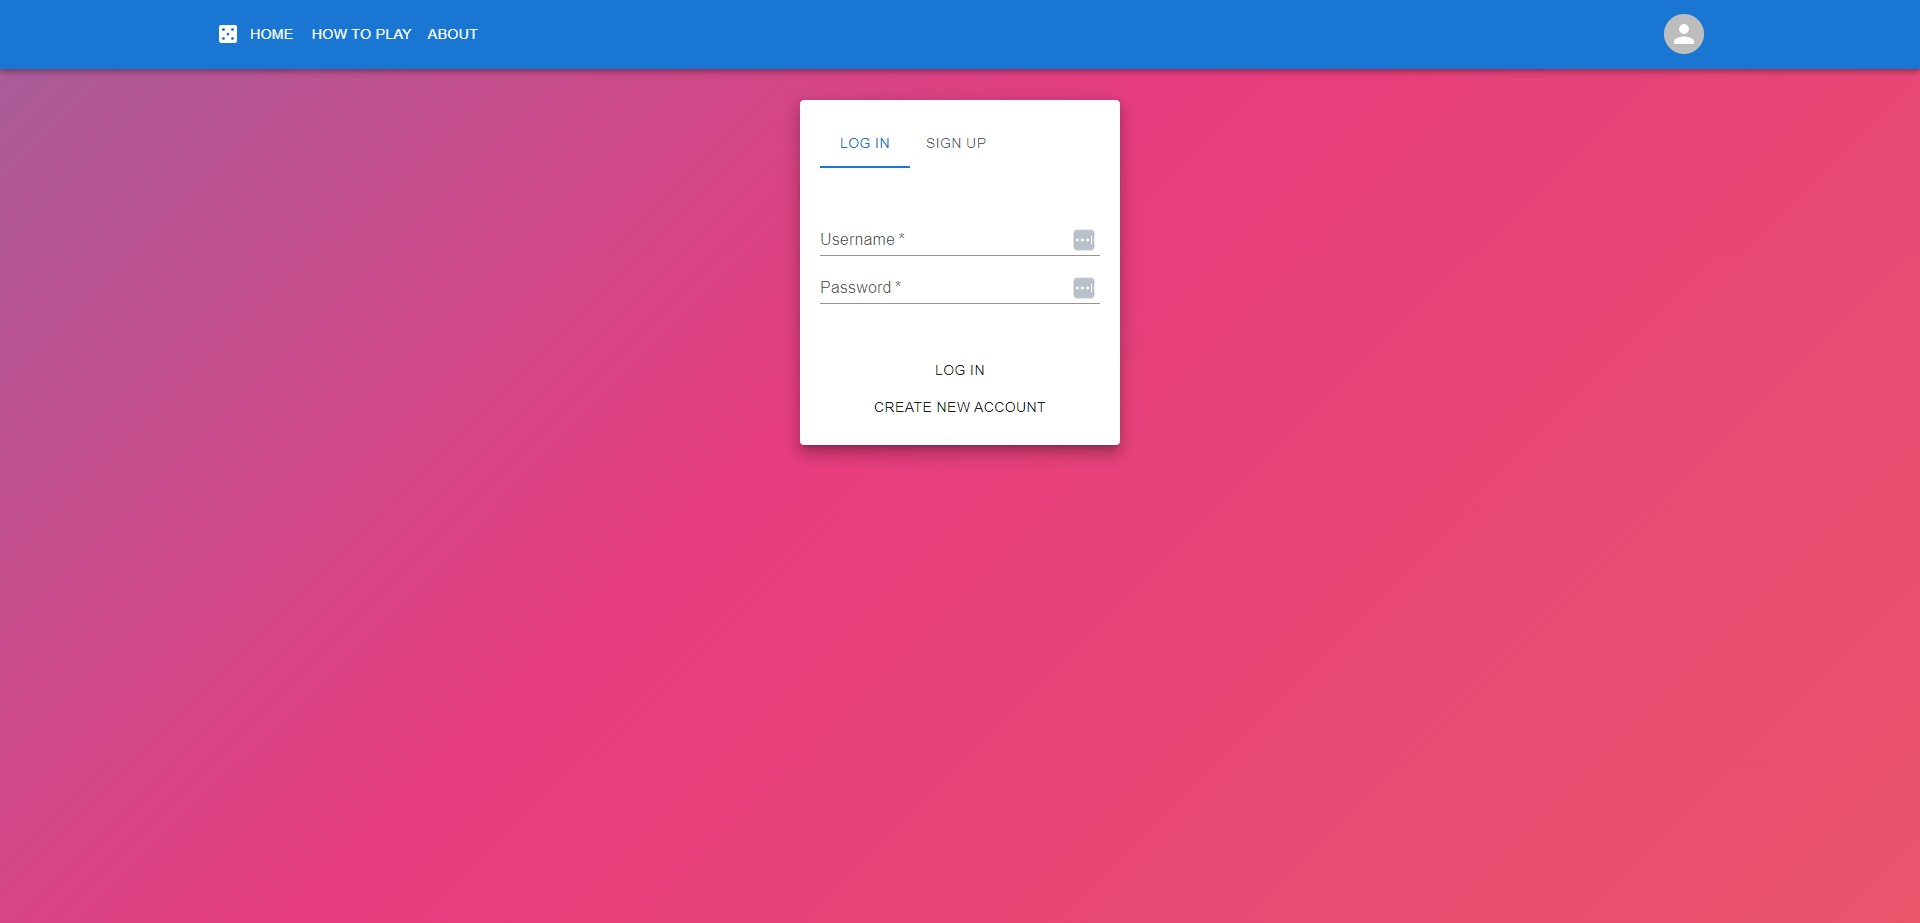 HOME HOW TO PLAY ABOUT
LOG IN SIGN UP
Username *
Password *
LOG IN
CREATE NEW ACCOUNT